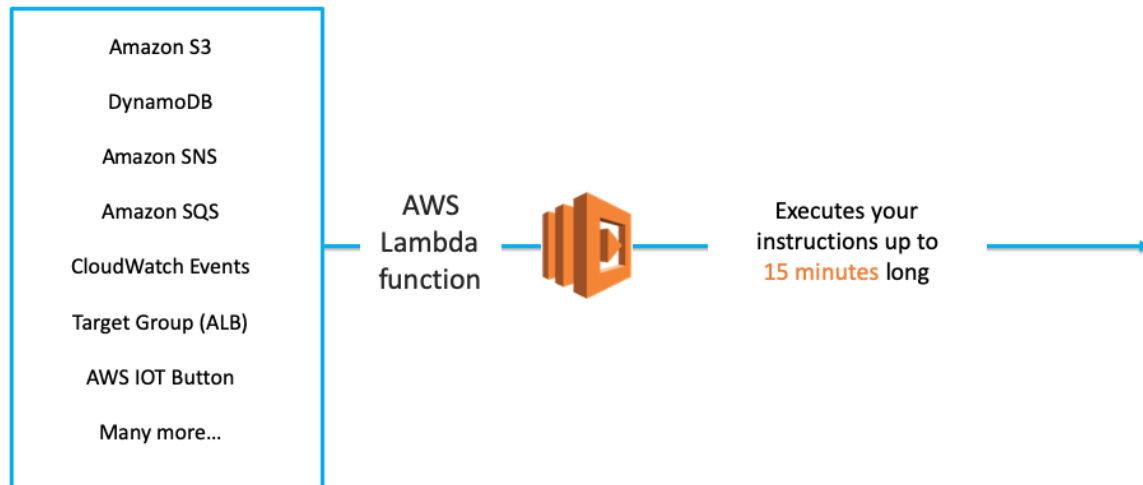 Amazon S3
DynamoDB
Amazon SNS
Amazon SQS
CloudWatch Events
Target Group (ALB)
AWS IOT Button
Many more...
AWS
Lambda
function
Executes your
instructions up to
15 minutes long